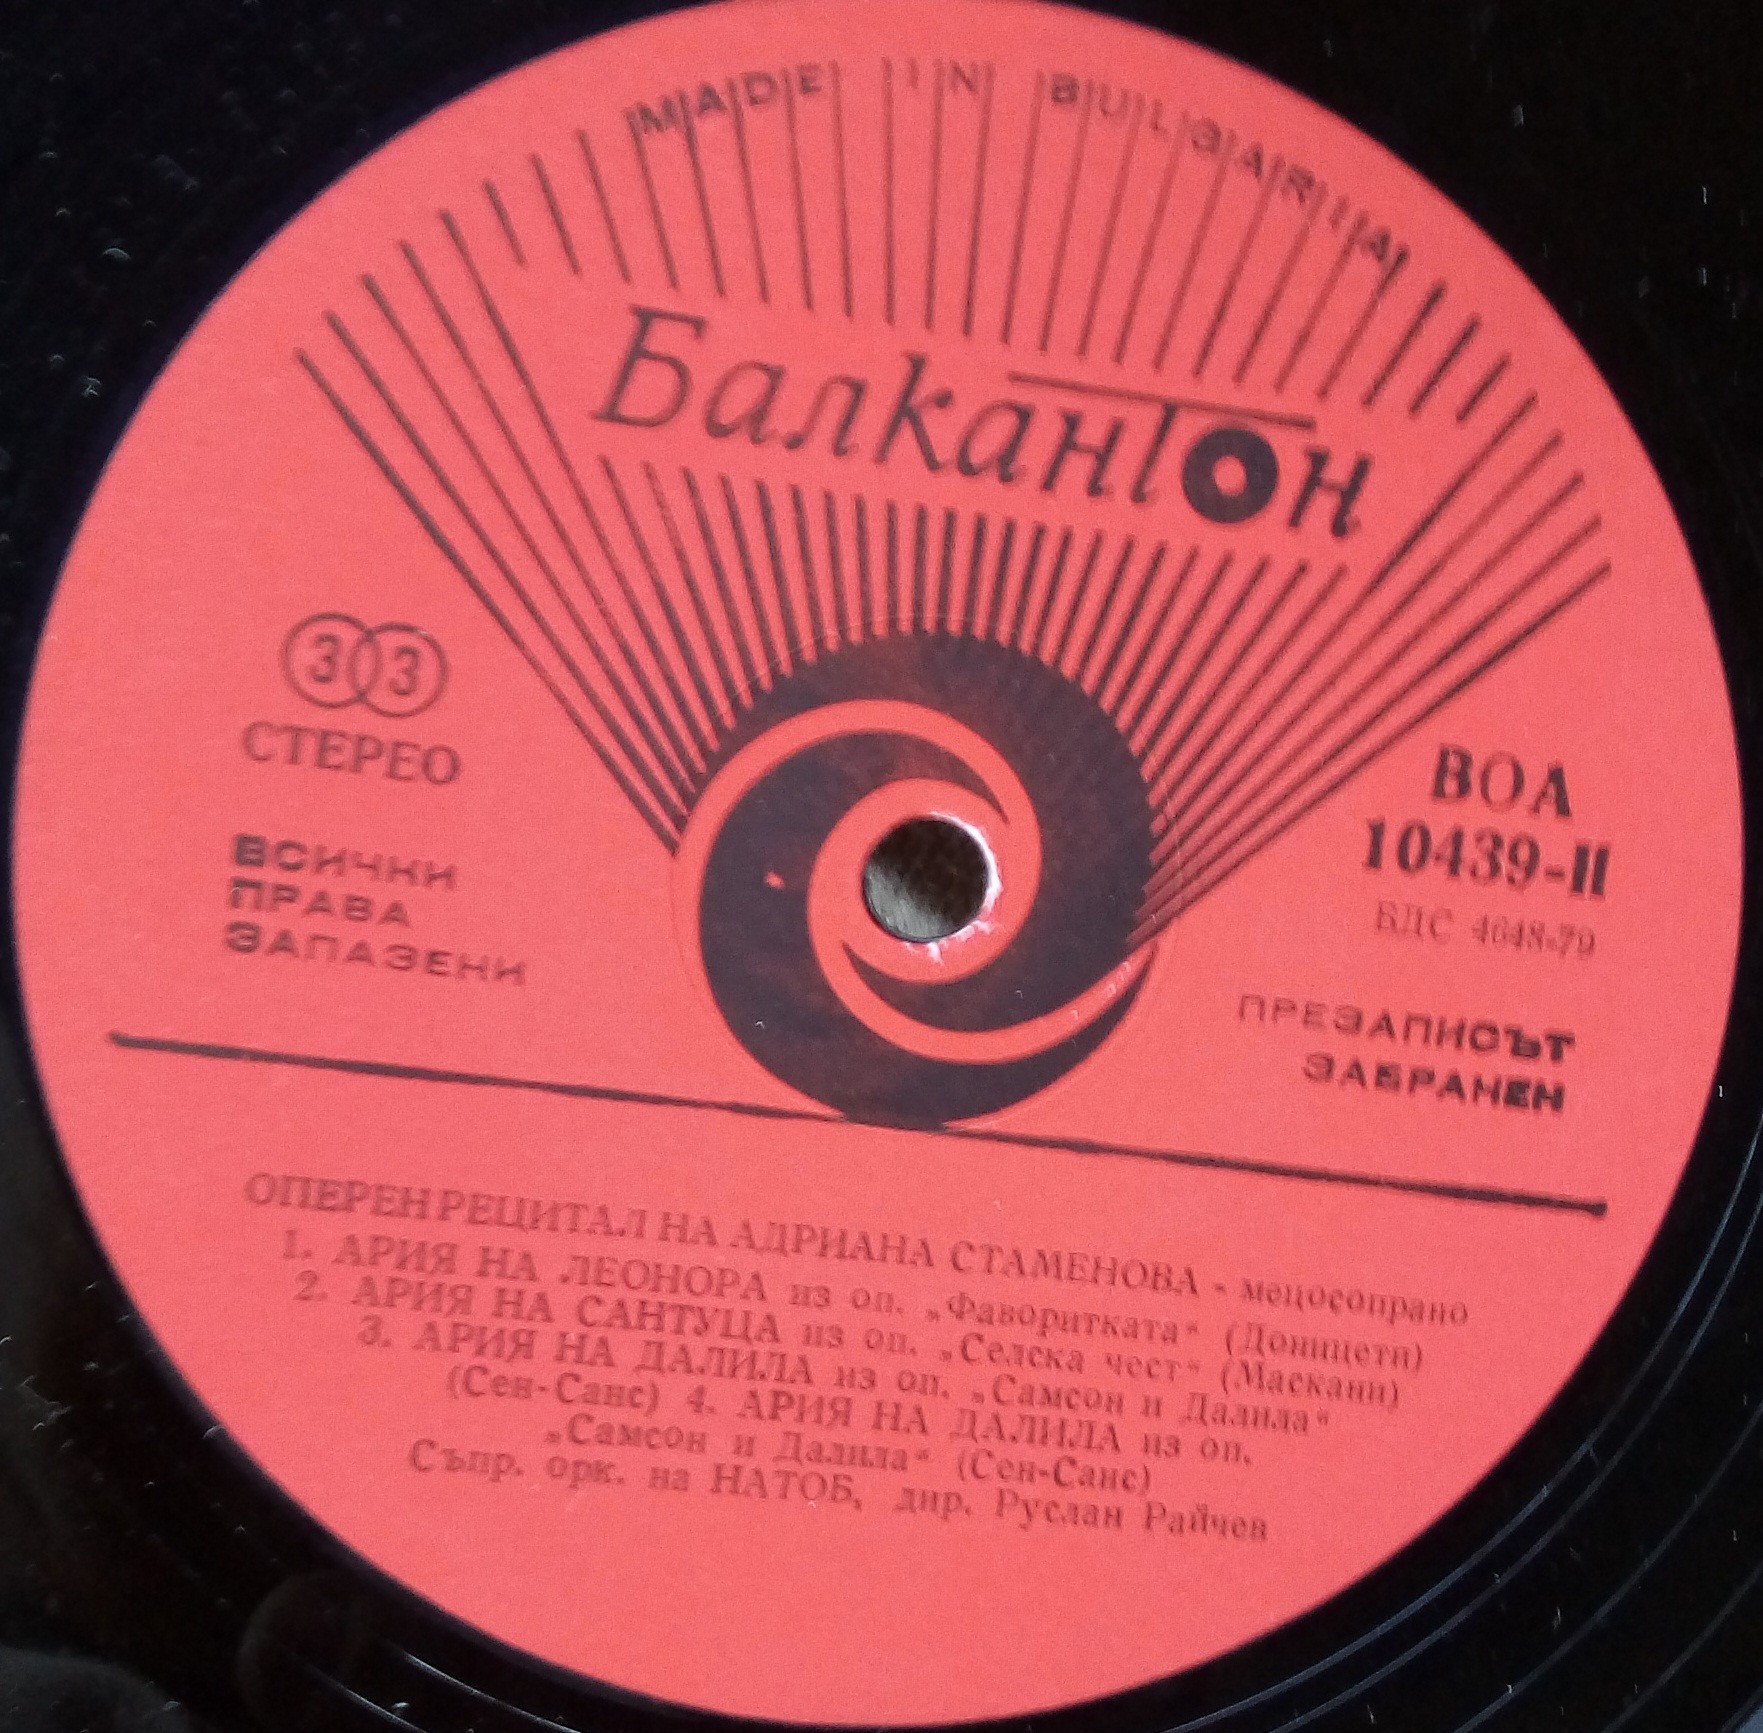 MADE IN BULGARIA
Балкантон
33
СТЕРЕО
ВСИЧКИ
ПРАВА
ЗАПАЗЕНИ
ВОА
10439-II
БДС 4048-79
ПРЕЗАПИСЪТ
ЗАБРАНЕН
ОПЕРЕН РЕЦИТАЛ НА АДРИАНА СТАМЕНОВА - мецосопрано
1. АРИЯ НА ЛЕОНОРА из оп. „Фаворитката“ (Доницети)
2. АРИЯ НА САНТУЦА из оп. „Селска чест“ (Маскани)
3. АРИЯ НА ДАЛИЛА из оп. „Самсон и Далила“
(Сен-Санс) 4. АРИЯ НА ДАЛИЛА из оп.
„Самсон и Далила“ (Сен-Санс)
Съпр. орк. на НАТОБ, дир. Руслан Райчев